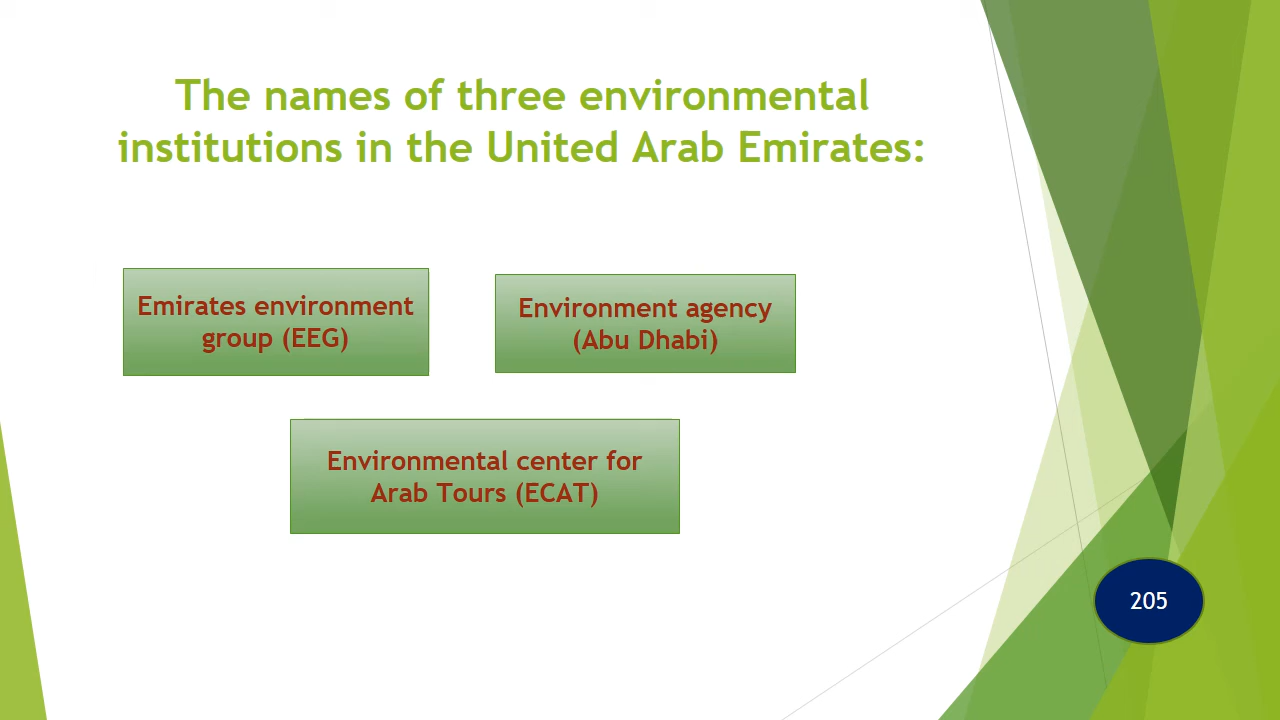 The names of three environmental
institutions in the United Arab Emirates:
Emirates environment
group (EEG)
Environment agency
(Abu Dhabi)
Environmental center for
Arab Tours (ECAT)
205